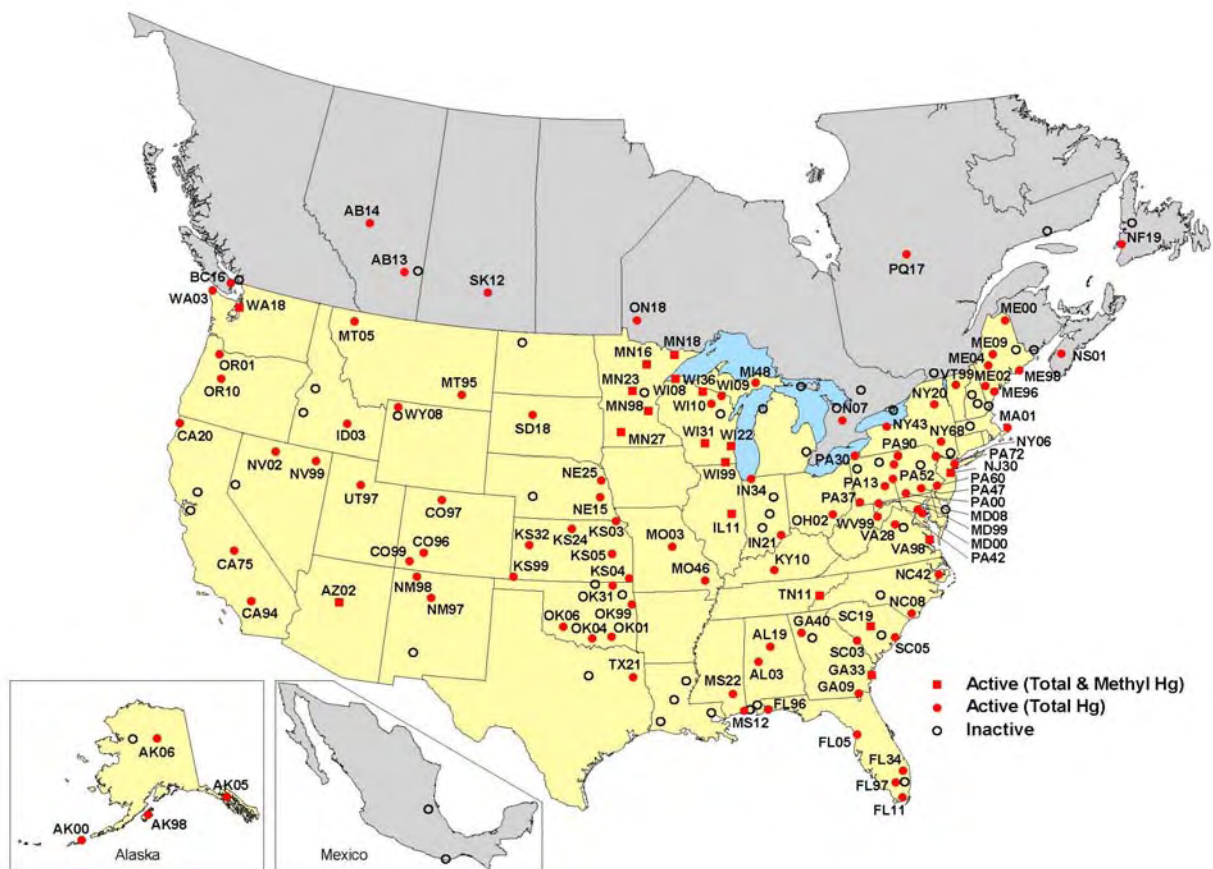 AB14
AB13
SK12
PQ17
NF19
BC16
WA03
WA18
ON18
ME00
MT05
MN18
ME09
NS01
MN16
ME04
OR01
WI36
WI09
MI48
VT99
ME02
ME98
OR10
MT95
MN23
WI08
NY20
ME96
WY08
MN98
WI10
ON07
MA01
CA20
ID03
SD18
MN27
WI31
WI22
NY43
NY68
NY06
NV02
NV99
NE25
WI99
PA30
PA90
PA72
NJ30
UT97
NE15
IN34
PA13
PA52
PA60
PA47
CO97
IL11
PA37
PA00
KS32
KS24
KS03
MO03
IN21
OH02
WV99
MD08
CO99
CO96
KS05
VA28
VA98
MD99
MD00
CA75
KS99
KS04
MO46
KY10
PA42
NM98
NC42
AZ02
OK31
TN11
CA94
NM97
OK06
OK99
NC08
OK04
OK01
AL19
GA40
SC19
SC05
SC03
TX21
AL03
GA33
MS22
GA09
FL96
MS12
Active (Total & Methyl Hg)
Active (Total Hg)
Inactive
FL05
FL34
FL97
FL11
AK06
AK05
AK98
AK00
Alaska
Mexico